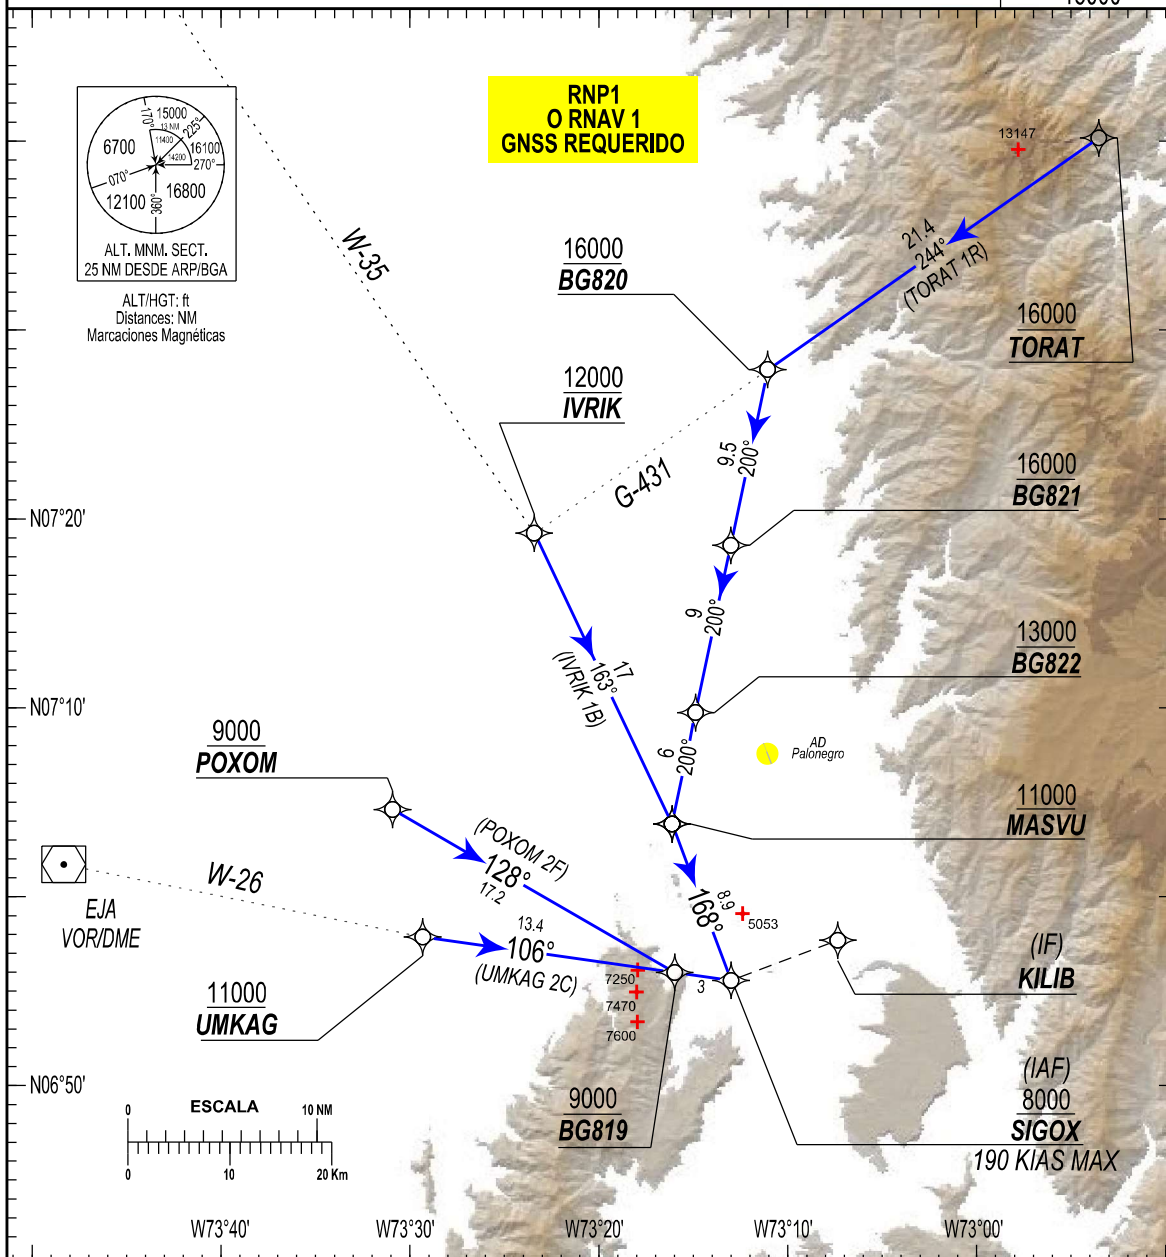 10000
RNP1
O RNAV 1
GNSS REQUERIDO
170°
15000
13 NM
225°
6700
11400
14200
16100
270°
070°
12100
360°
16800
ALT. MNM. SECT.
25 NM DESDE ARP/BGA
ALT/HGT: ft
Distances: NM
Marcaciones Magnéticas
13147
W-35
16000
BG820
21.4
244°
(TORAT 1R)
16000
TORAT
12000
IVRIK
9.5
200°
G-431
16000
BG821
N07°20'
9
200°
17
163°
(IVRIK 1B)
13000
BG822
N07°10'
9000
POXOM
6
200°
AD
Palonegro
11000
MASVU
(POXOM 2F)
128°
17.2
W-26
EJA
VOR/DME
8.9
168°
5053
13.4
106°
(UMKAG 2C)
(IF)
KILIB
11000
UMKAG
7250
7470
7600
3
N06°50'
ESCALA
0
10 NM
0
10
20 Km
9000
BG819
(IAF)
8000
SIGOX
190 KIAS MAX
W73°40'
W73°30'
W73°20'
W73°10'
W73°00'